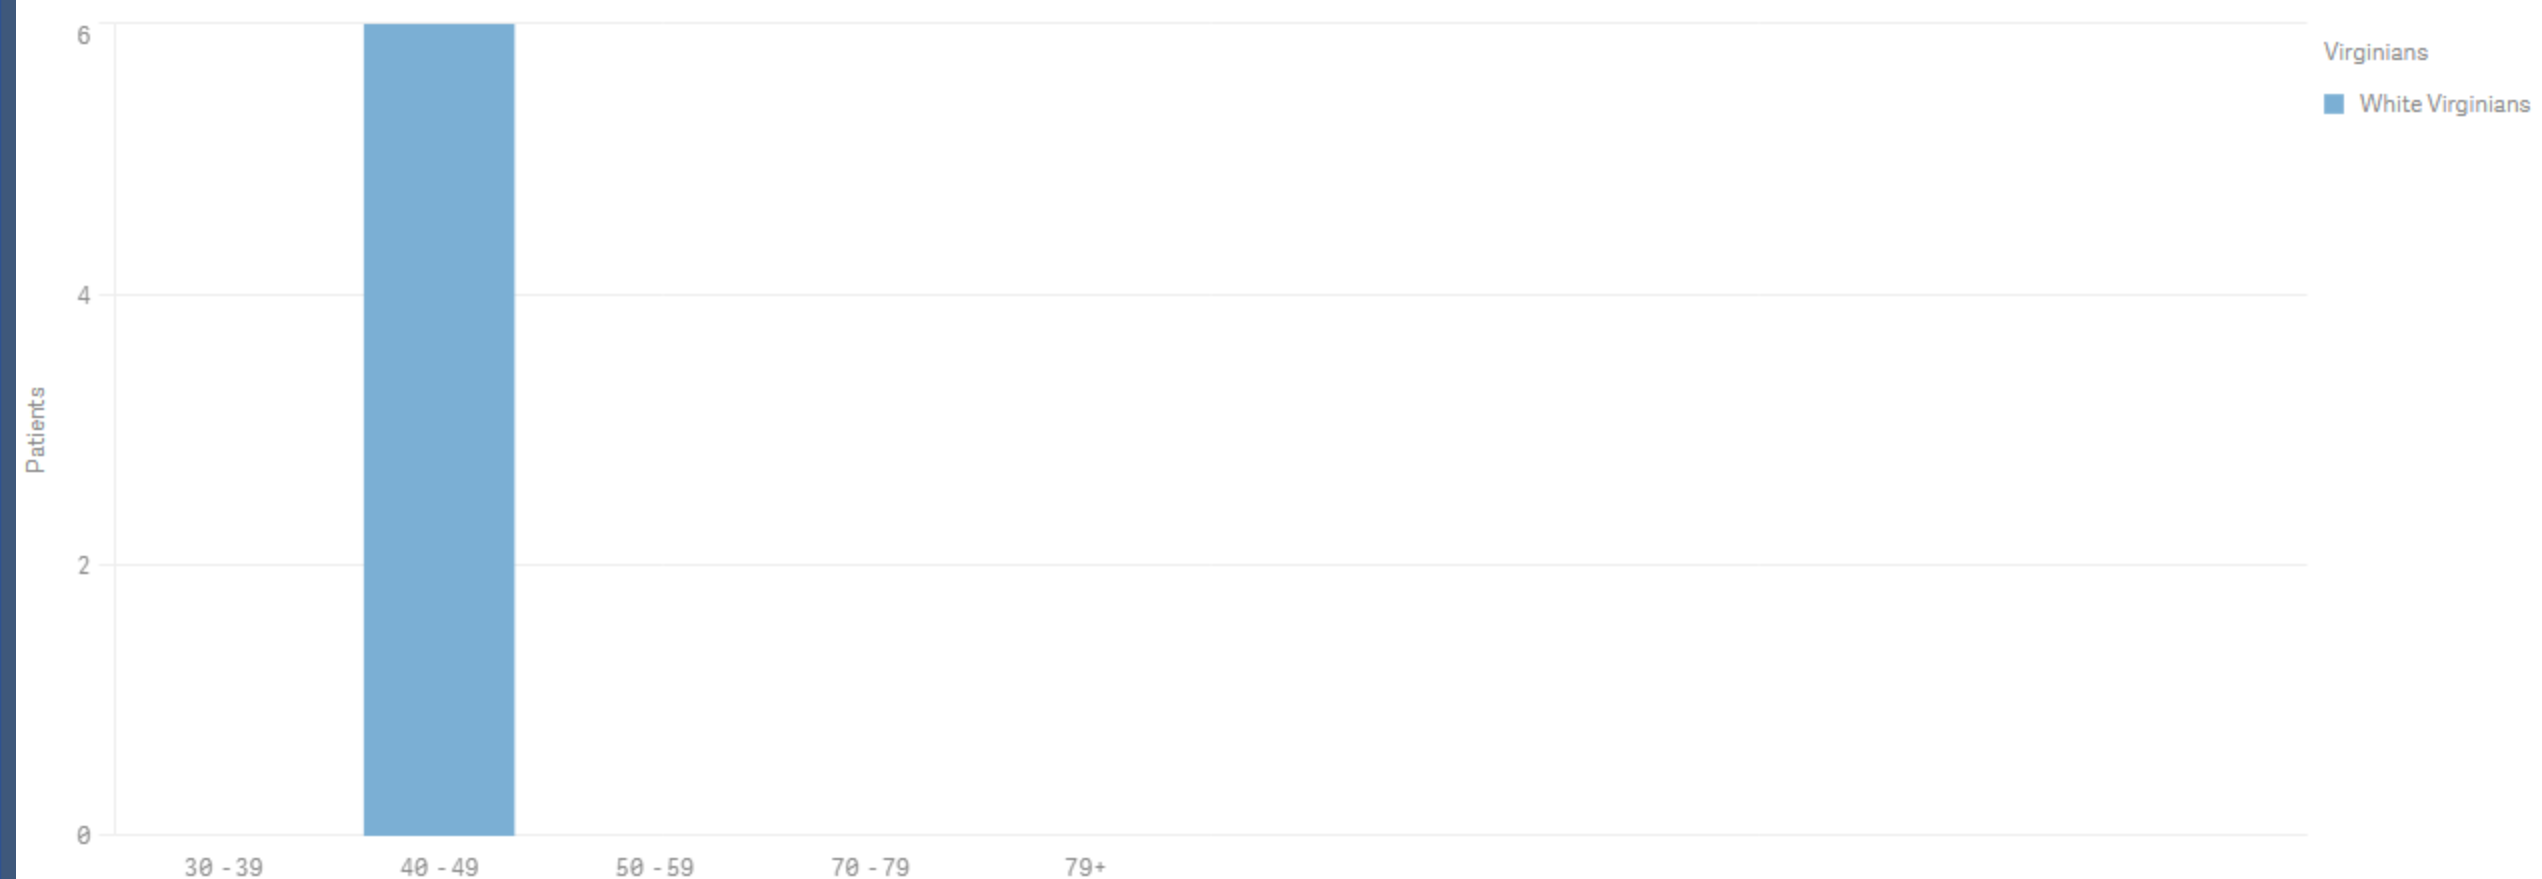 6
4
2
0
Patients
30 - 39
40 - 49
50 - 59
70 - 79
79+
Virginians
White Virginians